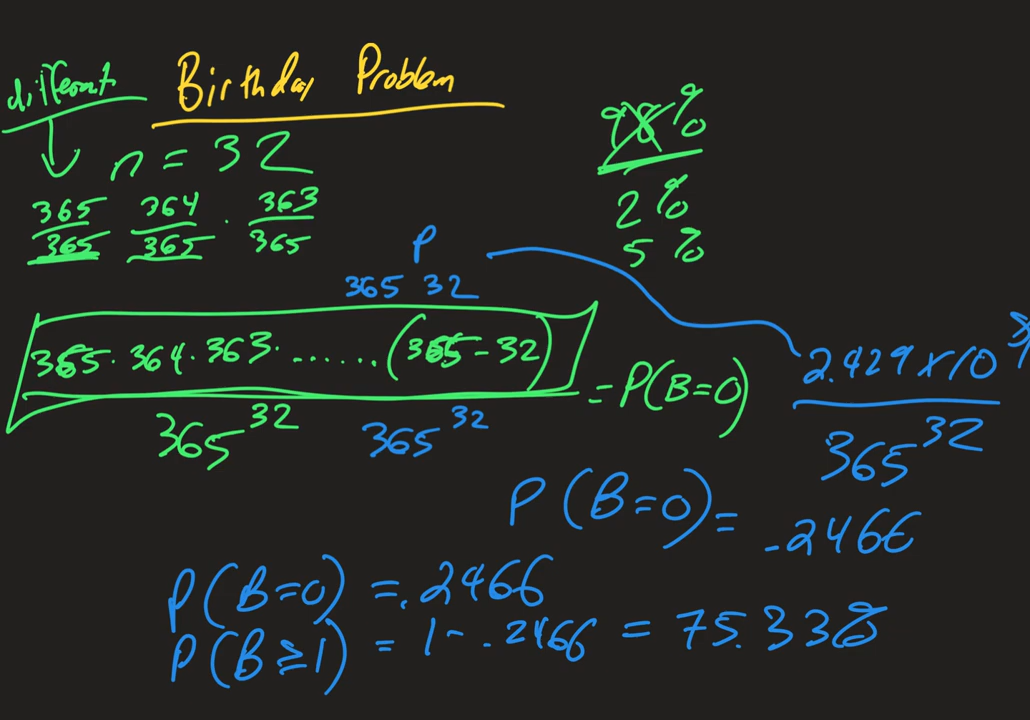 different
Birthday Problem
n = 32
98%
2%
5%
365/365 364/365 · 363/365
P
365 32
365 · 364 · 363 · ...... (365 - 32)
365^32 365^32
= P(B=0)
2.429 x 10
365^32
P(B=0) = .2466
P(B=0) = .2466
P(B≥1) = 1 - .2466 = 75.33%